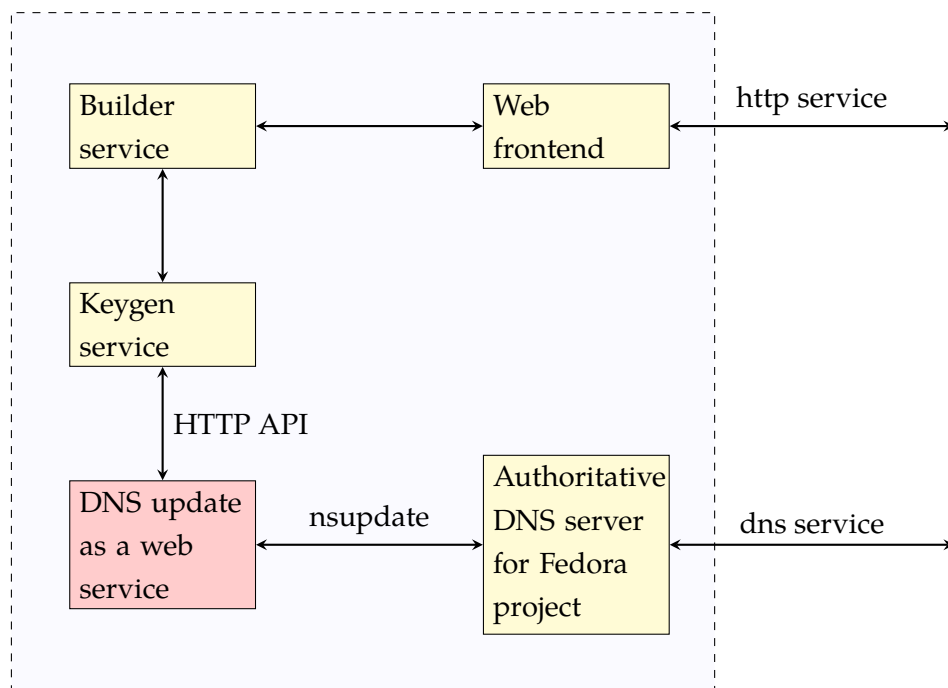 Builder
service
Web
frontend
http service
Keygen
service
HTTP API
DNS update
as a web
service
nsupdate
Authoritative
DNS server
for Fedora
project
dns service